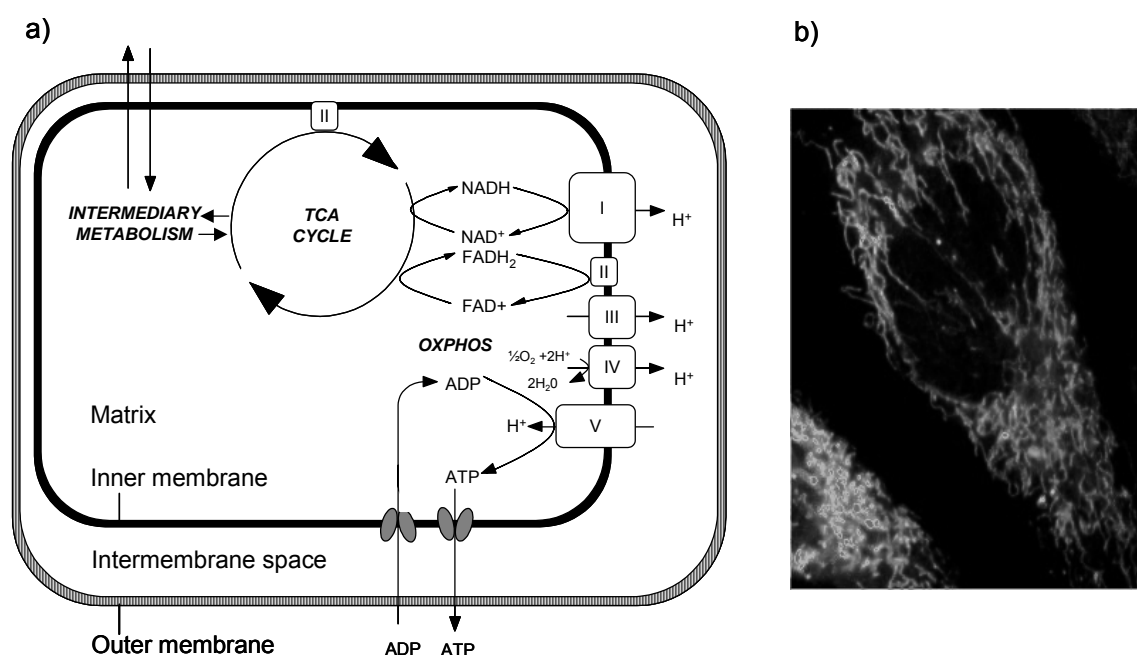 a)
b)
II
INTERMEDIARY
METABOLISM
TCA
CYCLE
NADH
NAD⁺
I
H⁺
FADH₂
FAD+
II
III
H⁺
OXPHOS
½O₂ +2H⁺
2H₂0
IV
H⁺
ADP
H⁺
V
ATP
Matrix
Inner membrane
Intermembrane space
Outer membrane
ADP
ATP